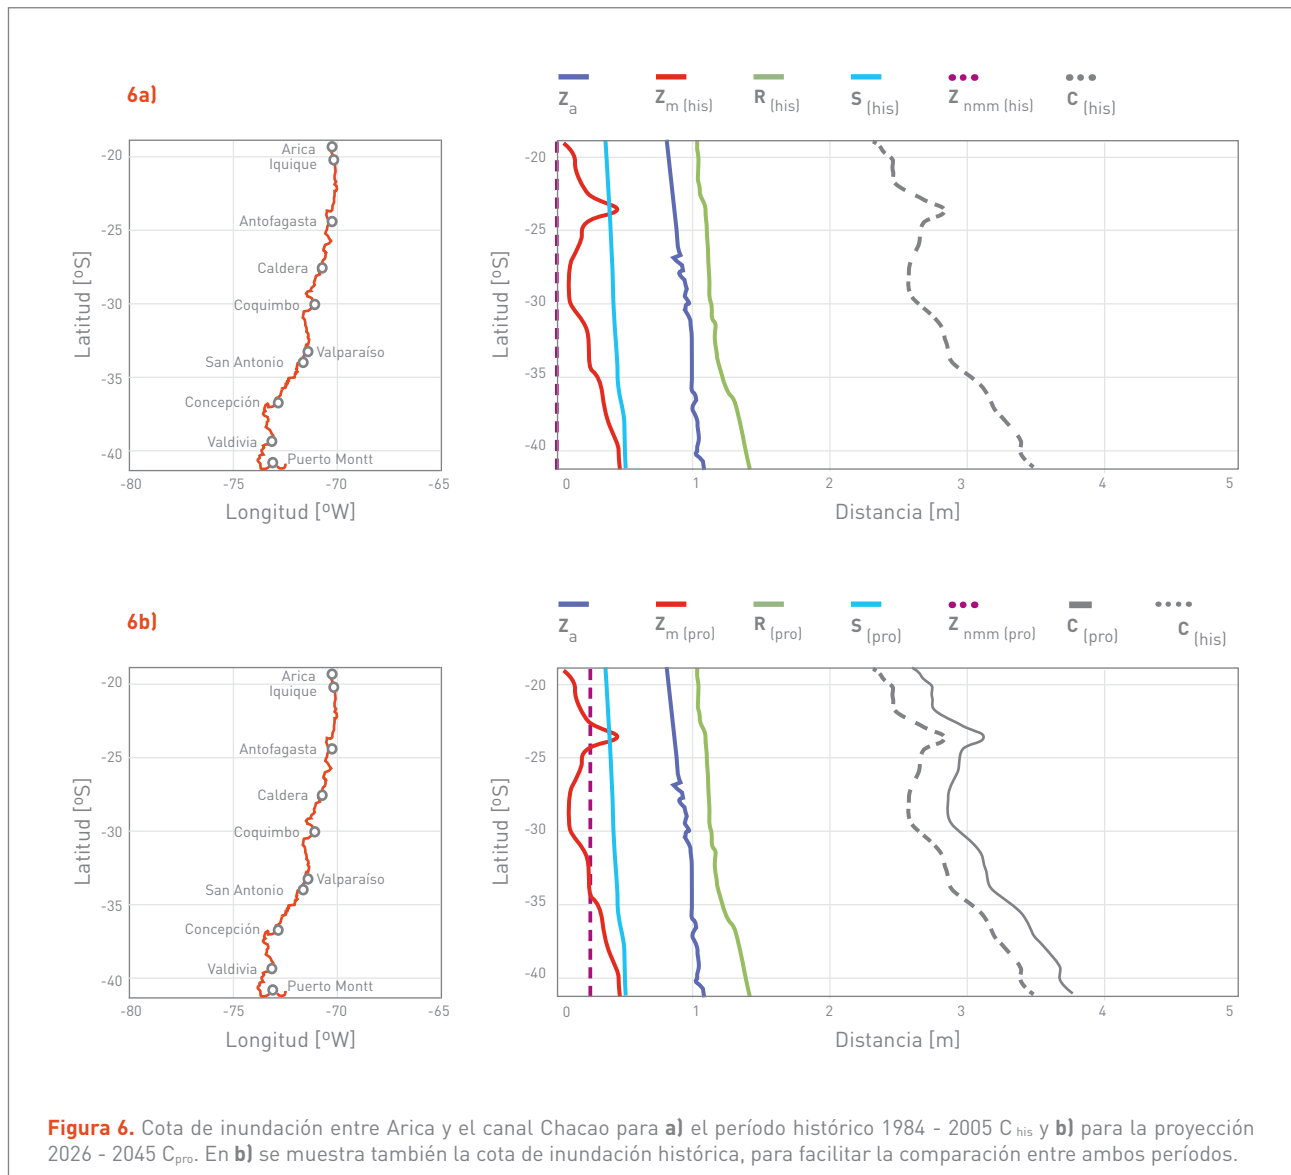 6a)
Za Zm (his) R (his) S (his) Z nmm (his) C (his)
Latitud [ºS]
-20
-25
-30
-35
-40
Arica
Iquique
Antofagasta
Caldera
Coquimbo
Valparaíso
San Antonio
Concepción
Valdivia
Puerto Montt
-80 -75 -70 -65
Longitud [ºW]
Latitud [ºS]
-20
-25
-30
-35
-40
0 1 2 3 4 5
Distancia [m]
6b)
Za Zm (pro) R (pro) S (pro) Z nmm (pro) C (pro) C (his)
Latitud [ºS]
-20
-25
-30
-35
-40
Arica
Iquique
Antofagasta
Caldera
Coquimbo
Valparaíso
San Antonio
Concepción
Valdivia
Puerto Montt
-80 -75 -70 -65
Longitud [ºW]
Latitud [ºS]
-20
-25
-30
-35
-40
0 1 2 3 4 5
Distancia [m]
Figura 6. Cota de inundación entre Arica y el canal Chacao para a) el período histórico 1984 - 2005 C his y b) para la proyección
2026 - 2045 Cpro. En b) se muestra también la cota de inundación histórica, para facilitar la comparación entre ambos períodos.